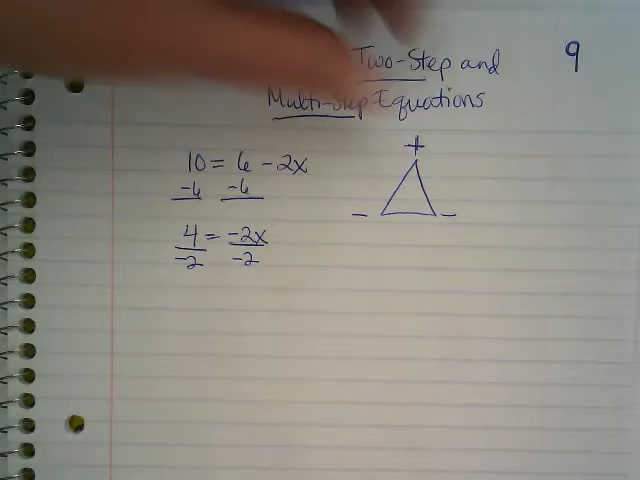 Two-Step and
9
Multi-Step Equations
10 = 6 - 2x
-6 -6
4 = -2x
-2 -2
+
- -